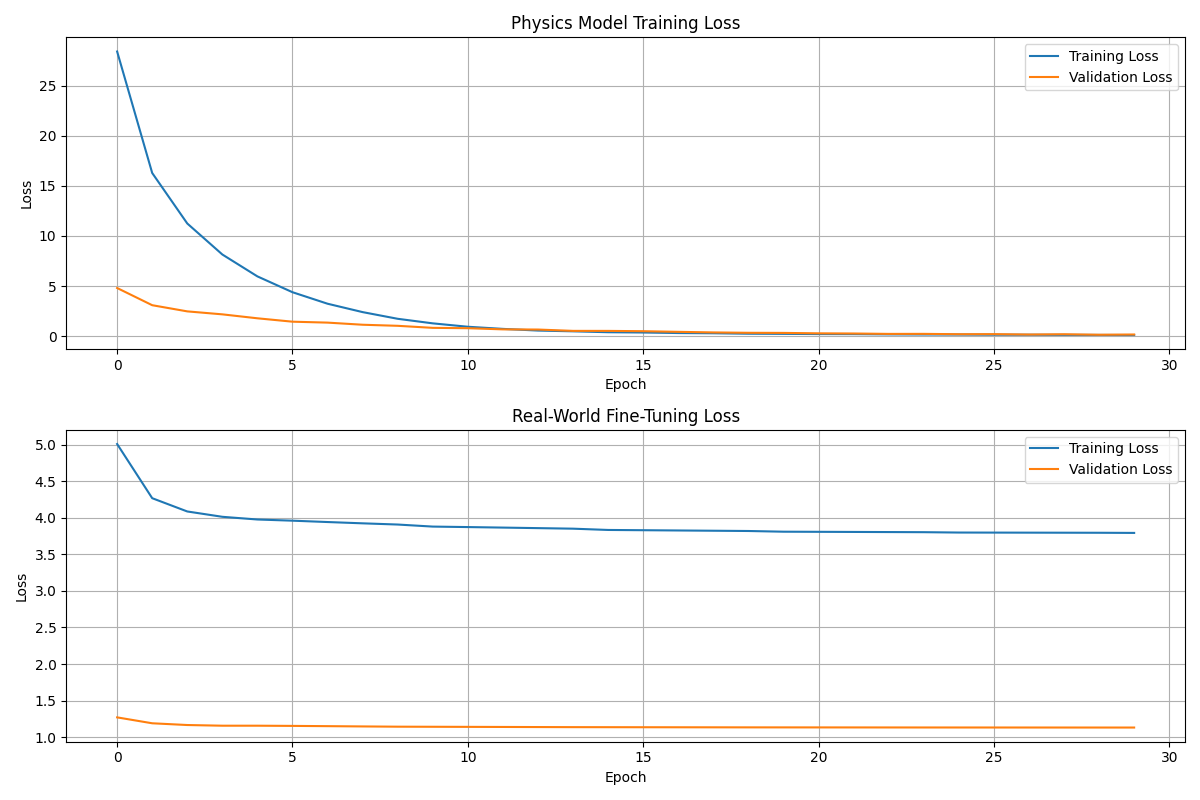 Physics Model Training Loss
Training Loss
Validation Loss
25
20
15
10
5
0
Loss
0 5 10 15 20 25 30
Epoch
Real-World Fine-Tuning Loss
Training Loss
Validation Loss
5.0
4.5
4.0
3.5
3.0
2.5
2.0
1.5
1.0
Loss
0 5 10 15 20 25 30
Epoch